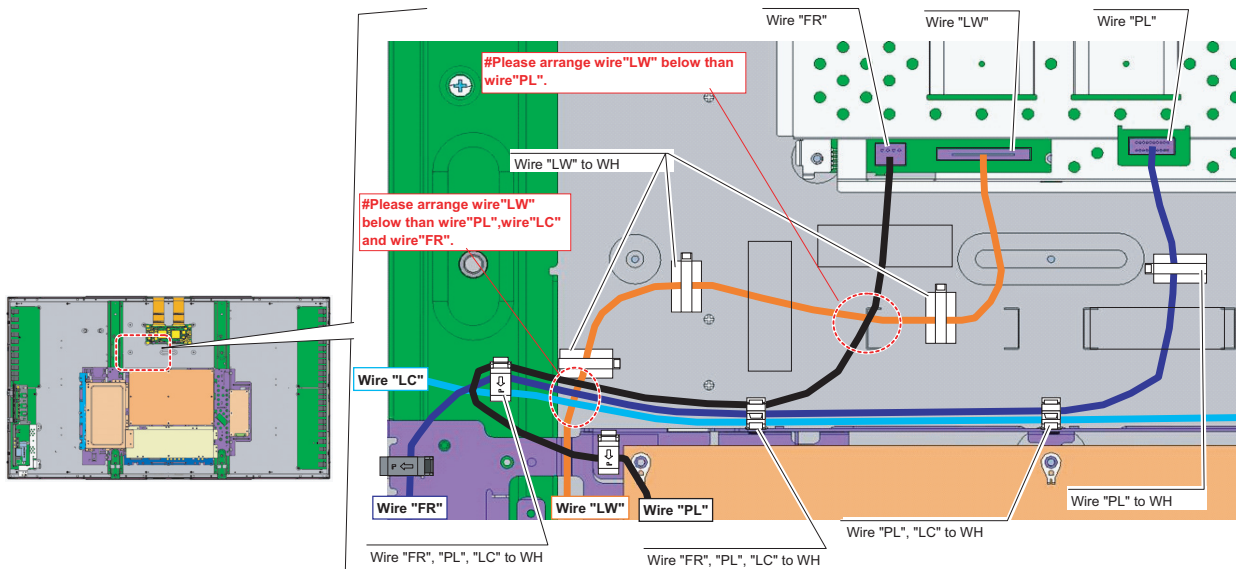 Wire "FR"
Wire "LW"
Wire "PL"
#Please arrange wire"LW" below than
wire"PL".
Wire "LW" to WH
#Please arrange wire"LW"
below than wire"PL",wire"LC"
and wire"FR".
Wire "LC"
P
P
P
Wire "FR"
Wire "LW"
Wire "PL"
Wire "PL" to WH
Wire "FR", "PL", "LC" to WH
Wire "FR", "PL", "LC" to WH
Wire "PL", "LC" to WH